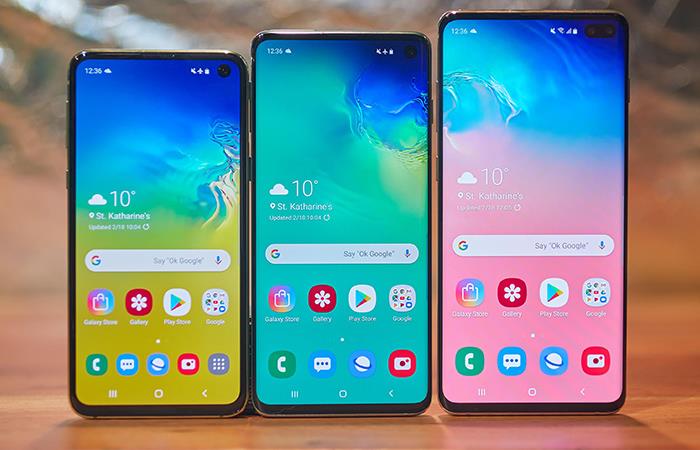 12:36
10°
St. Katharine's
Updated 2/18 10:04
Say "Ok Google"
Galaxy Store
Gallery
Play Store
Google
12:36
10°
St. Katharine's
Updated 2/18 10:04
Say "Ok Google"
Galaxy Store
Gallery
Play Store
Google
12:36
10°
St. Katharine's
Updated 2/18 12:05
Say "Ok Google"
Galaxy Store
Gallery
Play Store
Google